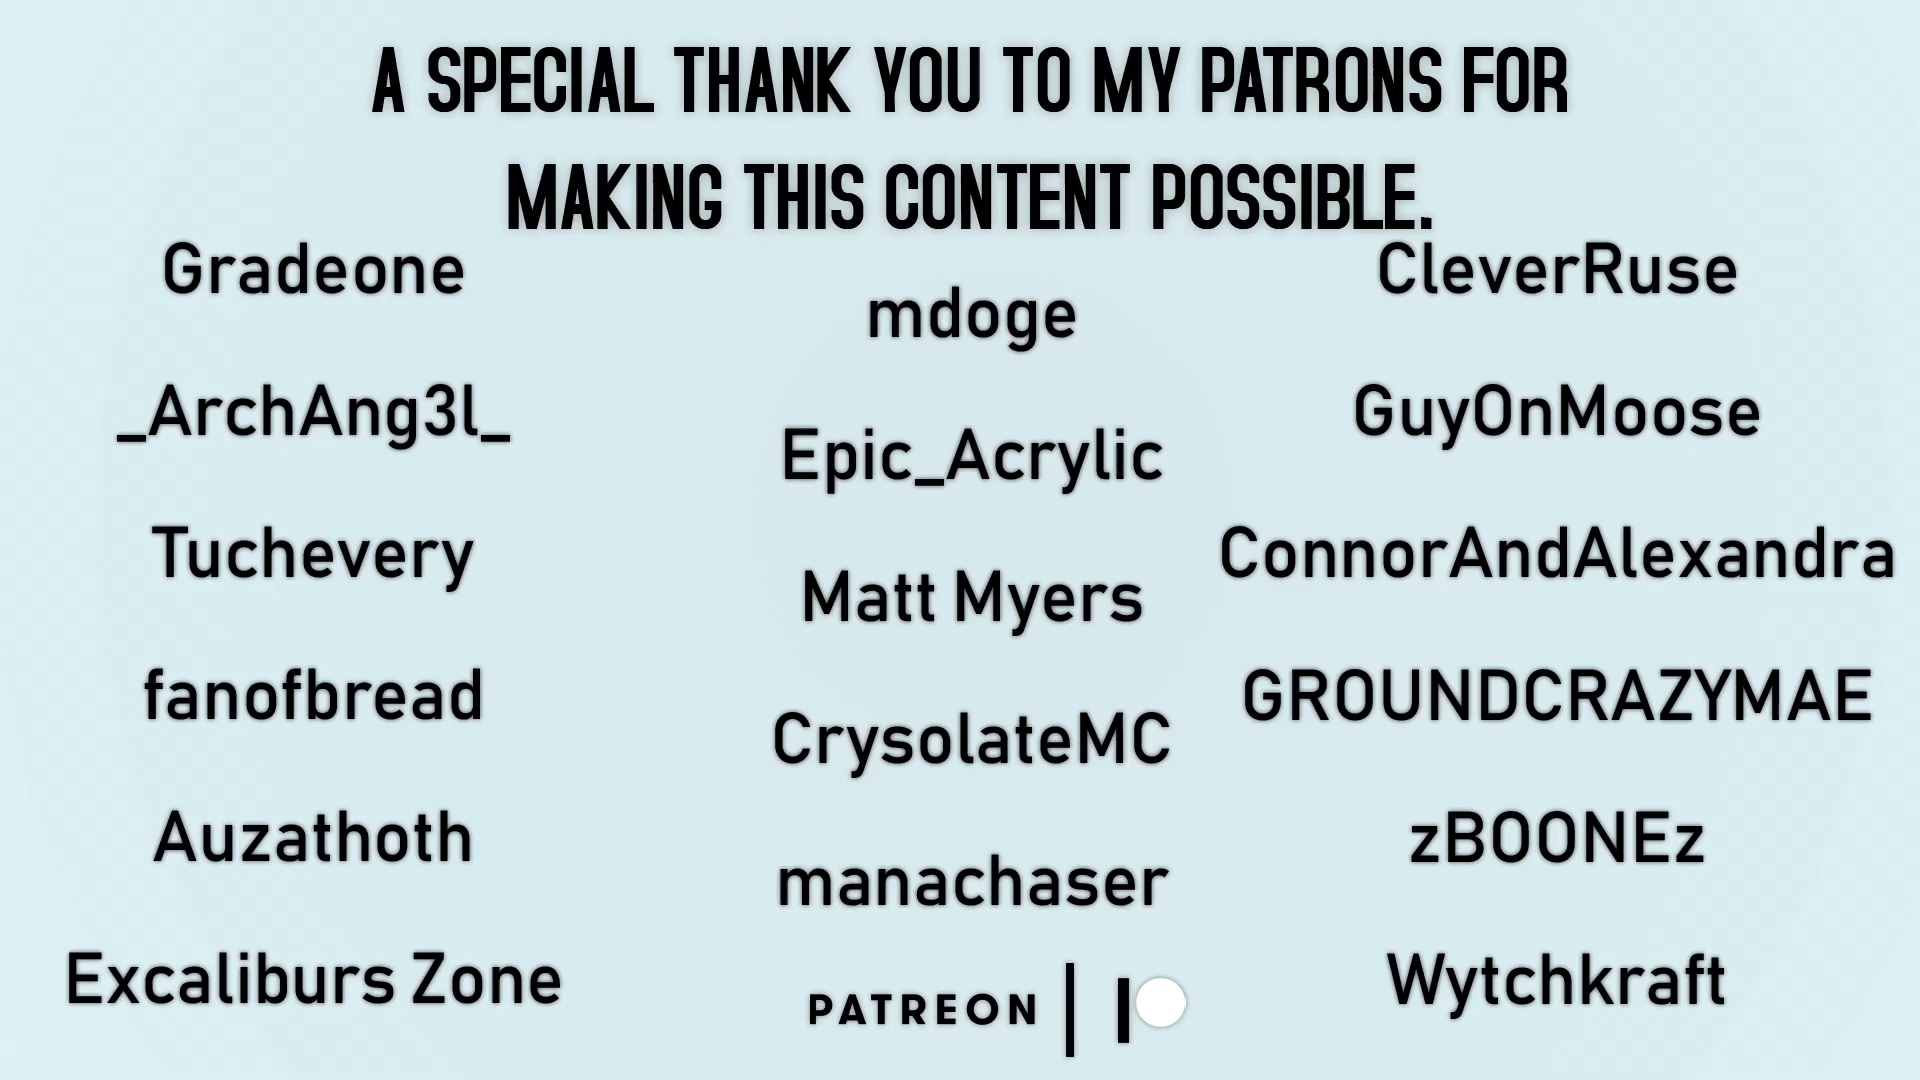 A SPECIAL THANK YOU TO MY PATRONS FOR
MAKING THIS CONTENT POSSIBLE.
Gradeone
_ArchAng3l_
Tuchevery
fanofbread
Auzathoth
Excaliburs Zone
mdoge
Epic_Acrylic
Matt Myers
CrysolateMC
manachaser
PATREON
CleverRuse
GuyOnMoose
ConnorAndAlexandra
GROUNDCRAZYMAE
zBOONEz
Wytchkraft